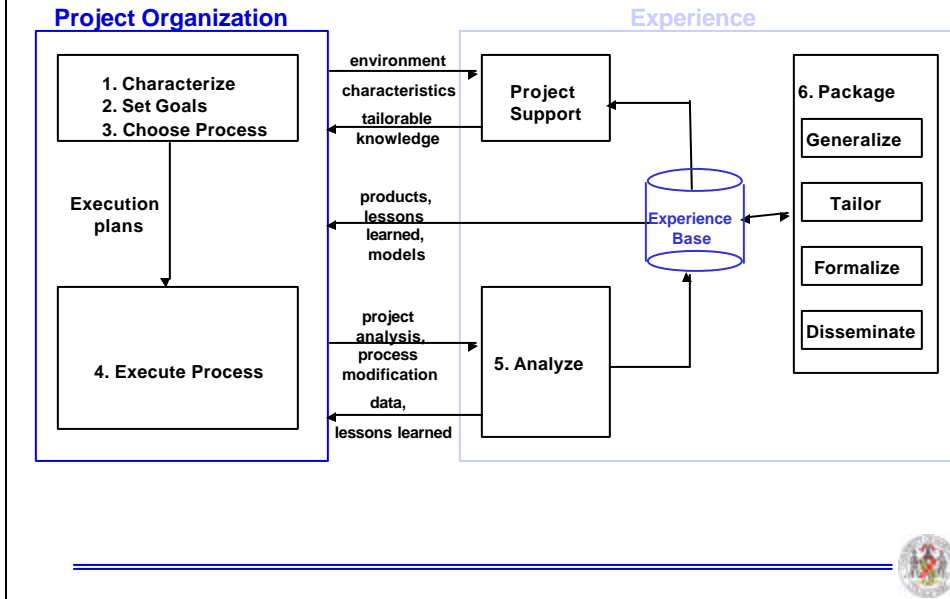 Project Organization
Experience
1. Characterize
2. Set Goals
3. Choose Process
environment
characteristics
tailorable
knowledge
Project
Support
6. Package
Generalize
Tailor
Formalize
Disseminate
Execution
plans
products,
lessons
learned,
models
Experience
Base
4. Execute Process
project
analysis,
process
modification
data,
lessons learned
5. Analyze